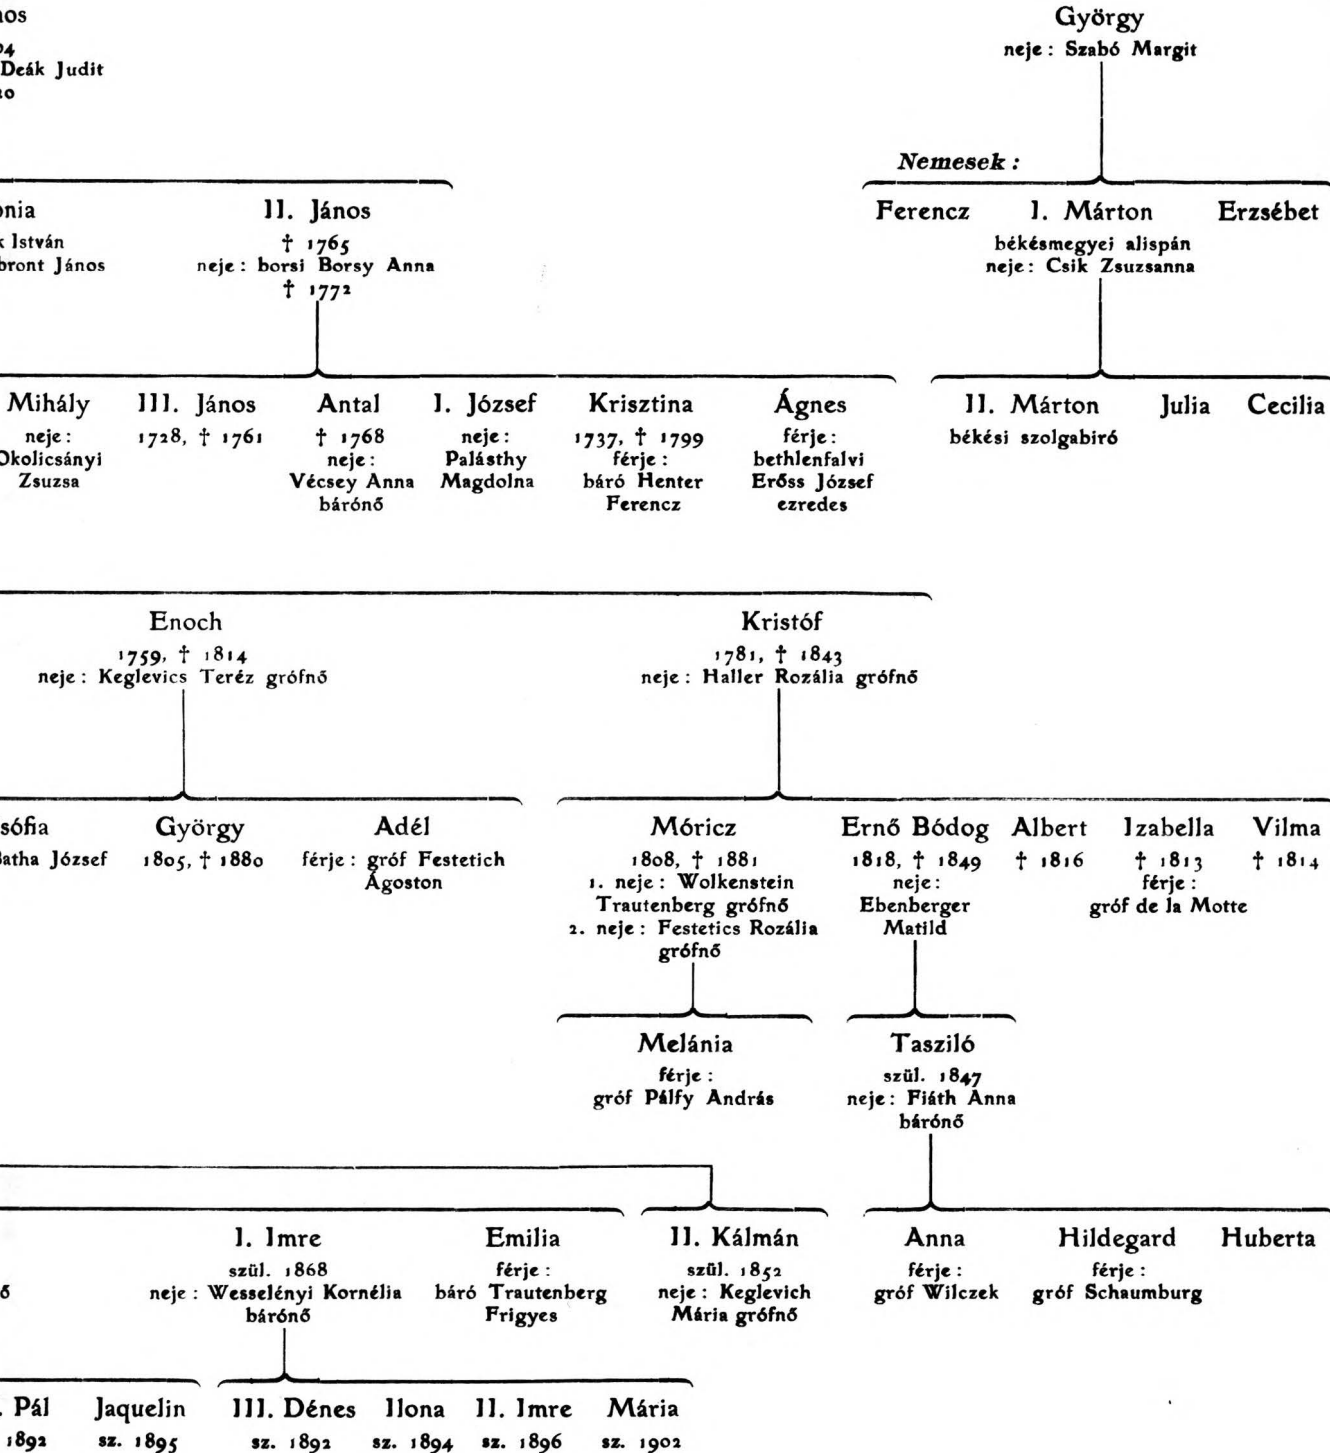 György
neje : Szabó Margit
Deák Judit
Nemesek :
II. János
† 1765
neje : borsi Borsy Anna
† 1772
István
János
Ferencz
I. Márton
békésmegyei alispán
neje : Csik Zsuzsanna
Erzsébet
Mihály
neje :
Okolicsányi
Zsuzsa
III. János
1728, † 1761
Antal
† 1768
neje :
Vécsey Anna
bárónő
I. József
neje :
Palásthy
Magdolna
Krisztina
1737, † 1799
férje :
báró Henter
Ferencz
Ágnes
férje :
bethlenfalvi
Erőss József
ezredes
II. Márton
békési szolgabiró
Julia
Cecilia
Enoch
1759, † 1814
neje : Keglevics Teréz grófnő
Kristóf
1781, † 1843
neje : Haller Rozália grófnő
sófia
József
György
1805, † 1880
Adél
férje : gróf Festetich
Ágoston
Móricz
1808, † 1881
1. neje : Wolkenstein
Trautenberg grófnő
2. neje : Festetics Rozália
grófnő
Ernő Bódog
1818, † 1849
neje :
Ebenberger
Matild
Albert
† 1816
Izabella
† 1813
férje :
gróf de la Motte
Vilma
† 1814
Melánia
férje :
gróf Pálfy András
Tasziló
szül. 1847
neje : Fiáth Anna
bárónő
I. Imre
szül. 1868
neje : Wesselényi Kornélia
bárónő
Emilia
férje :
báró Trautenberg
Frigyes
II. Kálmán
szül. 1852
neje : Keglevich
Mária grófnő
Anna
férje :
gróf Wilczek
Hildegard
férje :
gróf Schaumburg
Huberta
Pál
1892
Jaquelin
sz. 1895
III. Dénes
sz. 1892
Ilona
sz. 1894
II. Imre
sz. 1896
Mária
sz. 1902